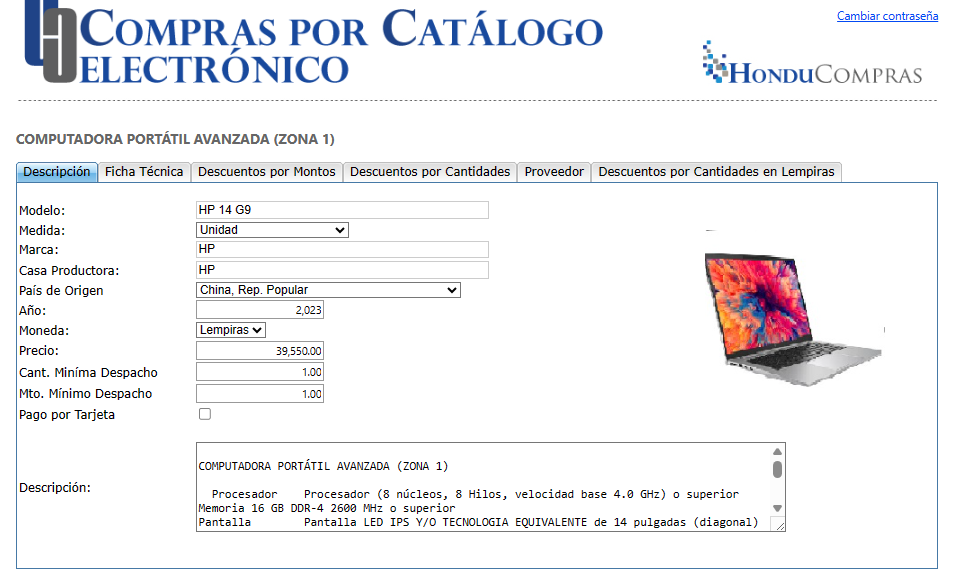 Cambiar contraseña
COMPRAS POR CATÁLOGO
ELECTRÓNICO
HONDUCOMPRAS
COMPUTADORA PORTÁTIL AVANZADA (ZONA 1)
Descripción Ficha Técnica Descuentos por Montos Descuentos por Cantidades Proveedor Descuentos por Cantidades en Lempiras
Modelo: HP 14 G9
Medida: Unidad
Marca: HP
Casa Productora: HP
País de Origen China, Rep. Popular
Año: 2,023
Moneda: Lempiras
Precio: 39,550.00
Cant. Miníma Despacho 1.00
Mto. Mínimo Despacho 1.00
Pago por Tarjeta
Descripción:
COMPUTADORA PORTÁTIL AVANZADA (ZONA 1)
Procesador Procesador (8 núcleos, 8 Hilos, velocidad base 4.0 GHz) o superior
Memoria 16 GB DDR-4 2600 MHz o superior
Pantalla Pantalla LED IPS Y/O TECNOLOGIA EQUIVALENTE de 14 pulgadas (diagonal)